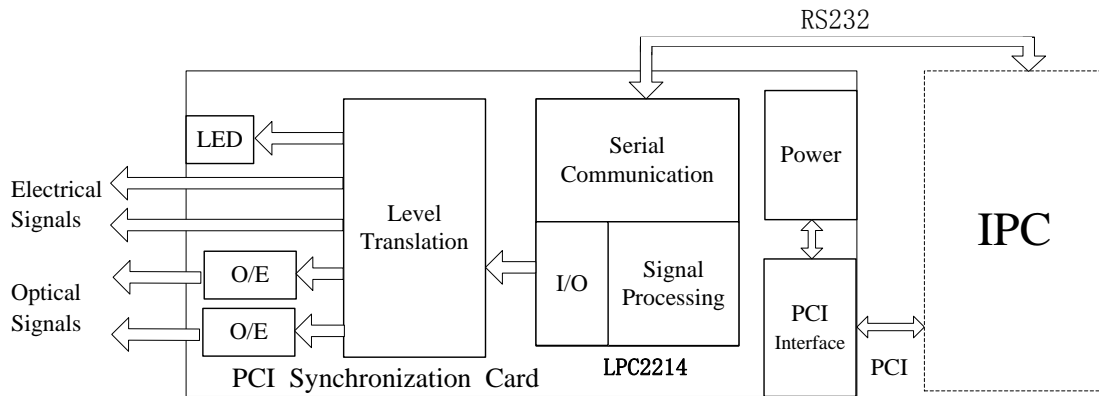 RS232
LED
Electrical
Signals
Optical
Signals
O/E
O/E
Level
Translation
Serial
Communication
I/O
Signal
Processing
LPC2214
Power
PCI
Interface
PCI
IPC
PCI Synchronization Card